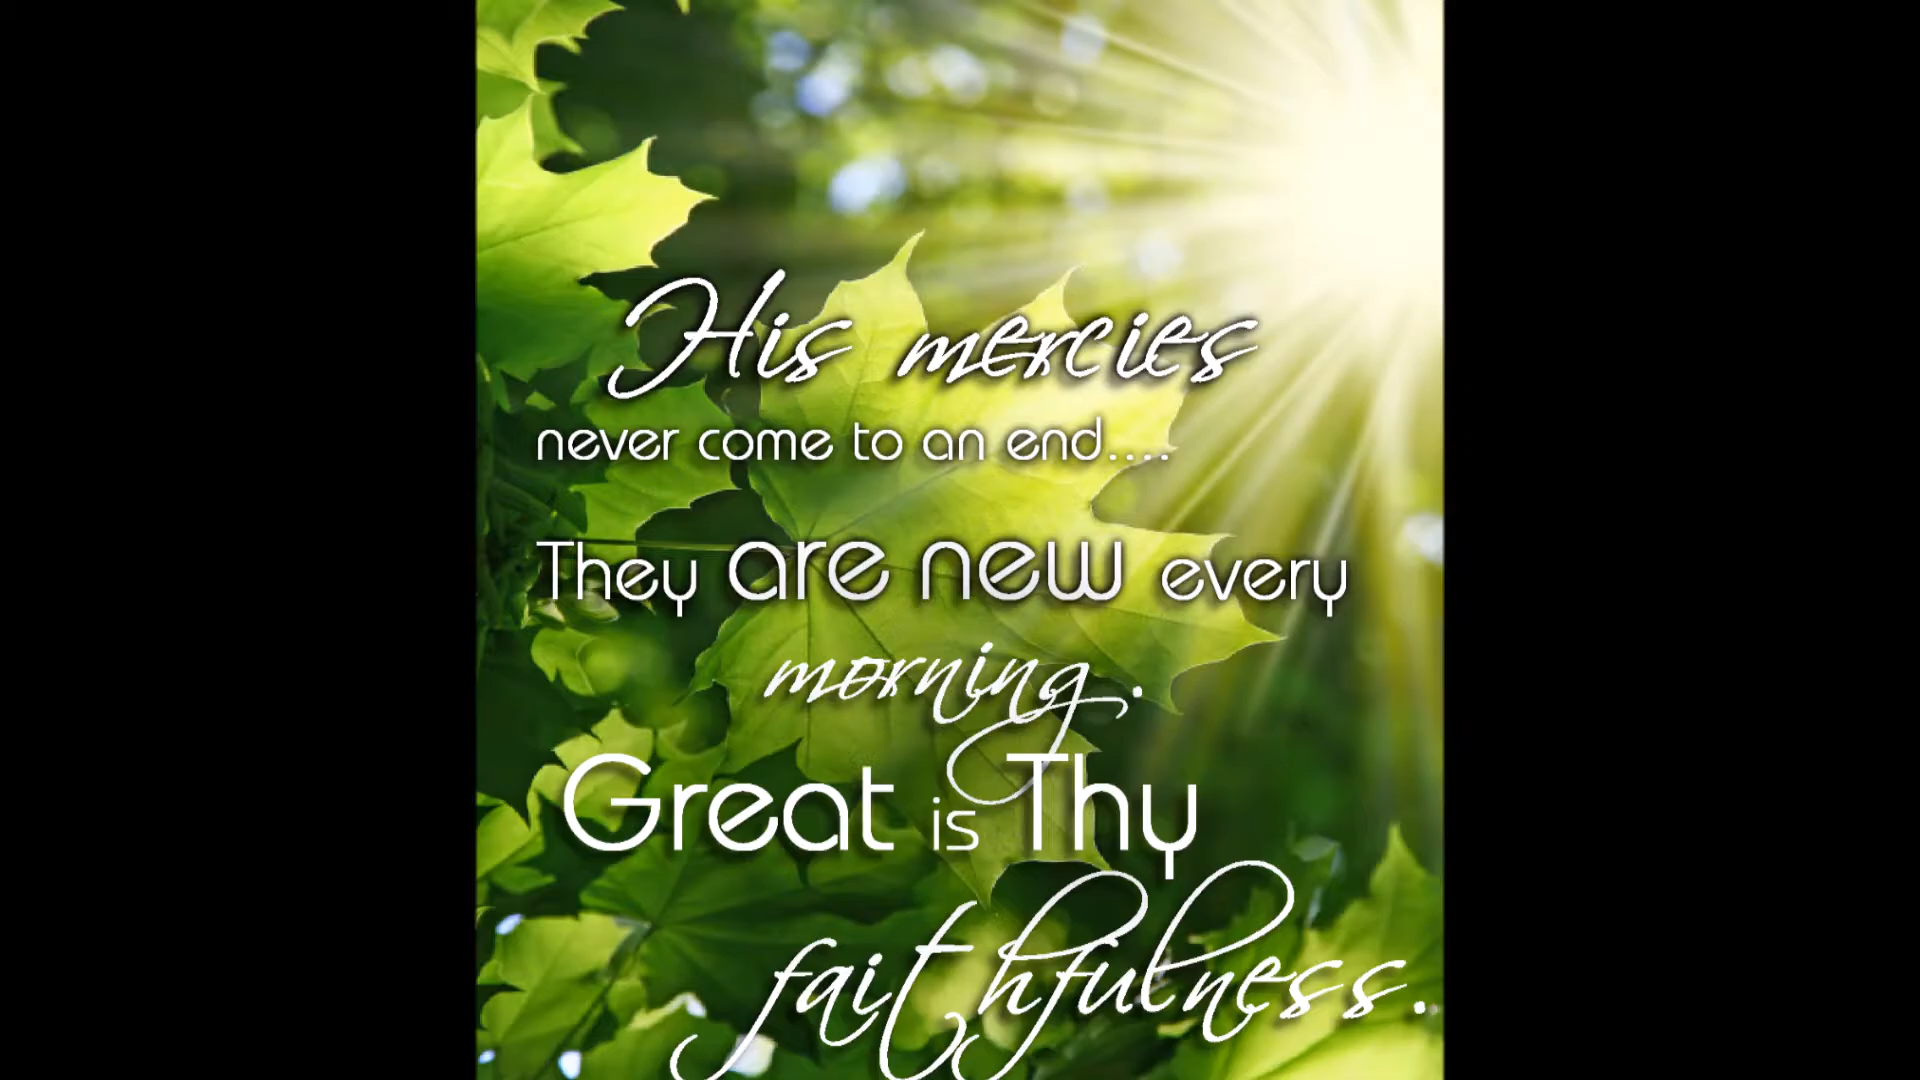 His mercies
never come to an end....
They are new every
morning.
Great is Thy
faithfulness.